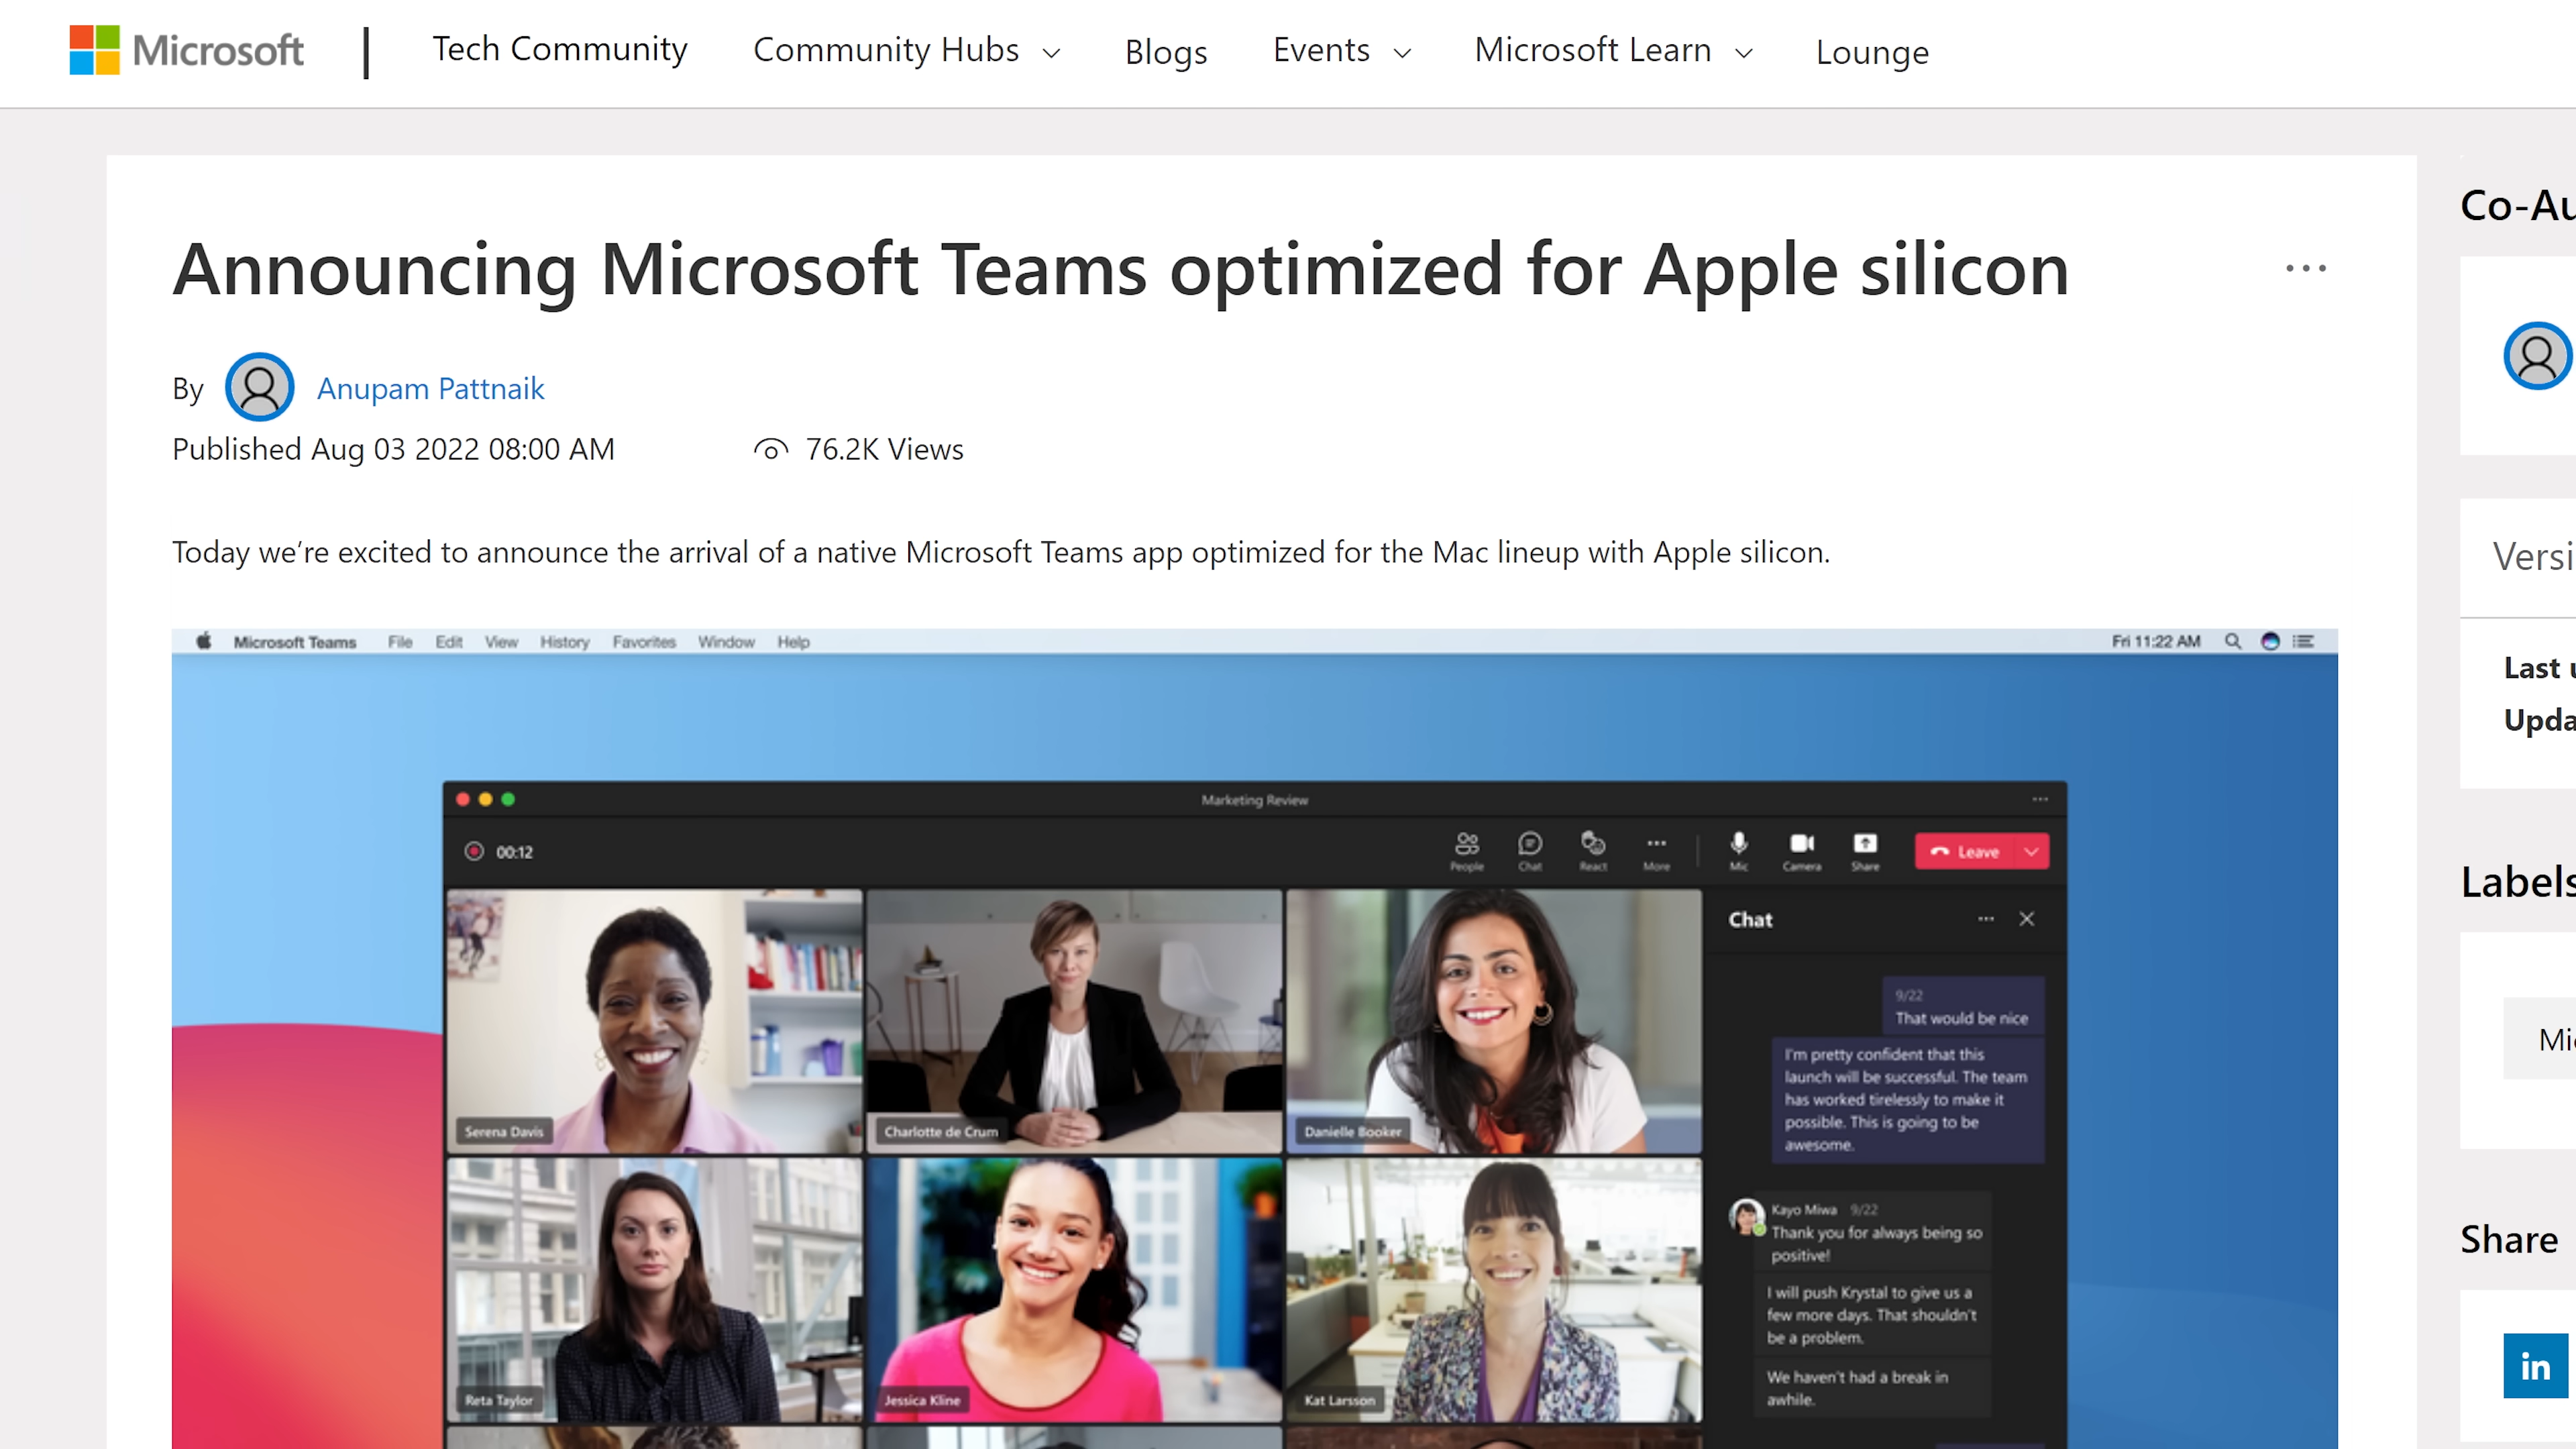 Microsoft
Tech Community
Community Hubs
Blogs
Events
Microsoft Learn
Lounge
Announcing Microsoft Teams optimized for Apple silicon
Co-Au
By Anupam Pattnaik
Published Aug 03 2022 08:00 AM
76.2K Views
Today we’re excited to announce the arrival of a native Microsoft Teams app optimized for the Mac lineup with Apple silicon.
Versi
Last u
Upda
Microsoft Teams File Edit View History Favorites Window Help
Fri 11:22 AM
Marketing Review
00:12
People
Chat
React
More
Mic
Camera
Share
Leave
Labels
Mic
Share
in
Serena Davis
Charlotte de Crum
Danielle Booker
Reta Taylor
Jessica Kline
Kat Larsson
Chat
9/22
That would be nice
I'm pretty confident that this
launch will be successful. The team
has worked tirelessly to make it
possible. This is going to be
awesome.
Kayo Miwa 9/22
Thank you for always being so
positive!
I will push Krystal to give us a
few more days. That shouldn't
be a problem.
We haven't had a break in
awhile.